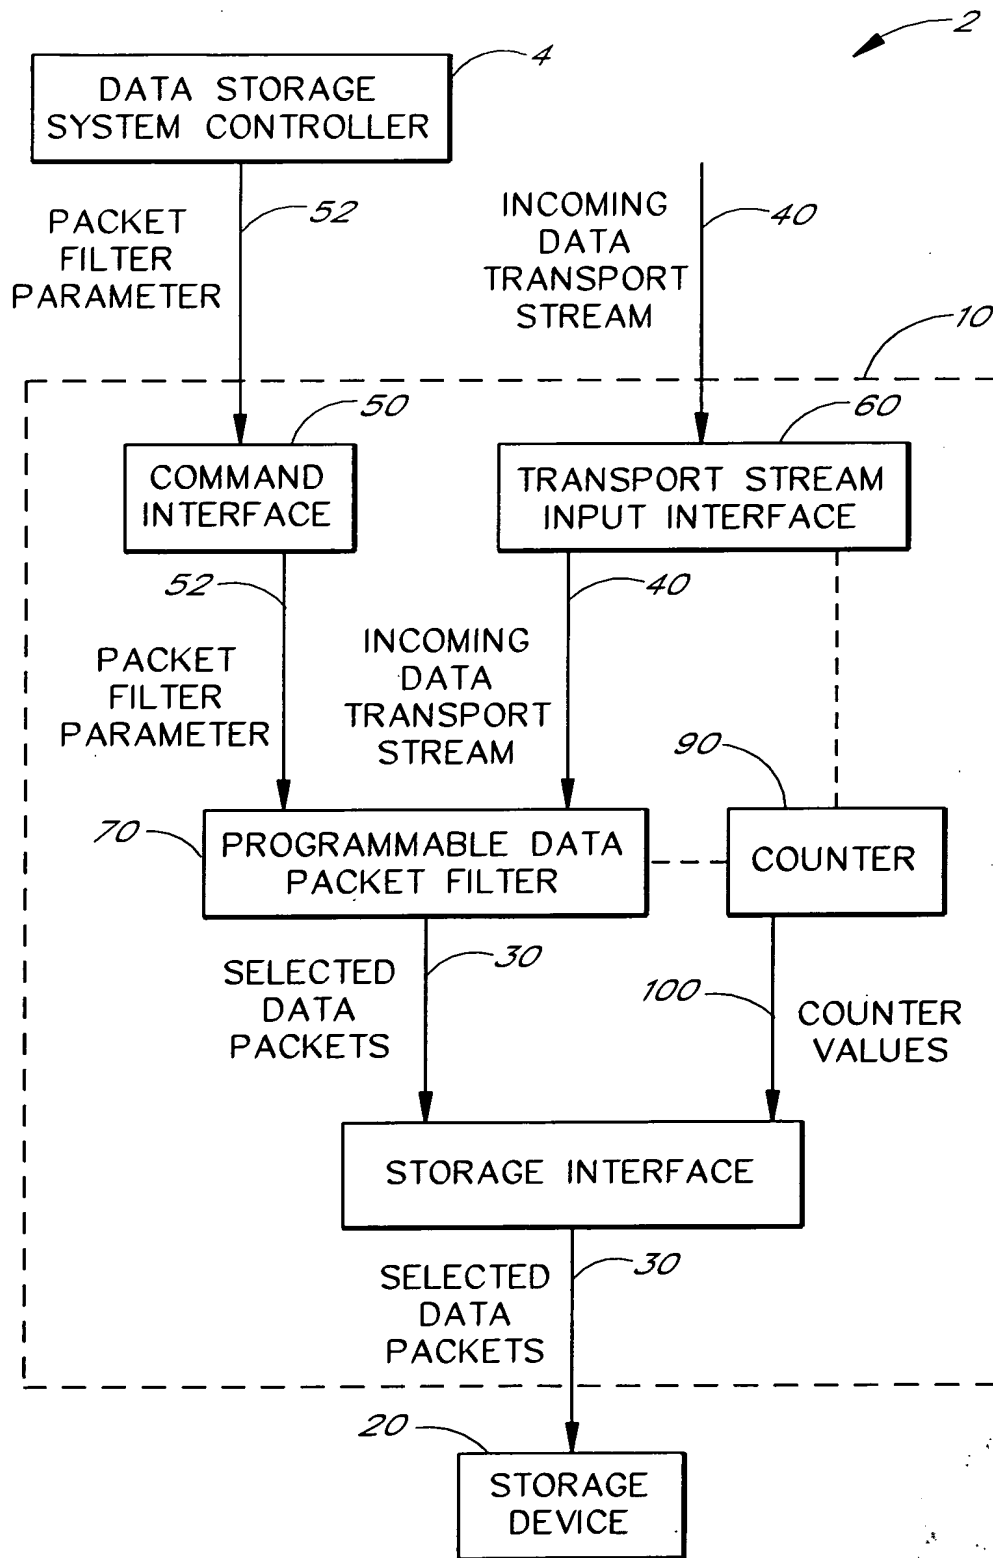 2
4
DATA STORAGE
SYSTEM CONTROLLER
52
PACKET
FILTER
PARAMETER
INCOMING
DATA
TRANSPORT
STREAM
40
10
50
COMMAND
INTERFACE
60
TRANSPORT STREAM
INPUT INTERFACE
52
PACKET
FILTER
PARAMETER
40
INCOMING
DATA
TRANSPORT
STREAM
70
PROGRAMMABLE DATA
PACKET FILTER
90
COUNTER
30
SELECTED
DATA
PACKETS
100
COUNTER
VALUES
STORAGE INTERFACE
30
SELECTED
DATA
PACKETS
20
STORAGE
DEVICE